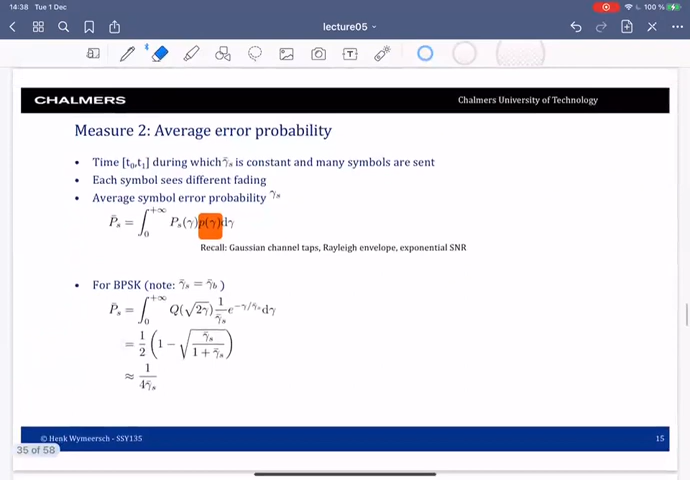 14:38 Tue 1 Dec
100 %
lecture05
CHALMERS
Chalmers University of Technology
Measure 2: Average error probability
• Time [t₀,t₁] during which γ̄ₛ is constant and many symbols are sent
• Each symbol sees different fading γₛ
• Average symbol error probability
P̄ₛ = ∫₀^{+∞} Pₛ(γ)p(γ)dγ
Recall: Gaussian channel taps, Rayleigh envelope, exponential SNR
• For BPSK (note: γ̄ₛ = γ̄_b )
P̄ₛ = ∫₀^{+∞} Q(√(2γ)) 1/γ̄ₛ e^{−γ/γ̄ₛ}dγ
= 1/2 (1 − √(γ̄ₛ/(1 + γ̄ₛ)))
≈ 1/(4γ̄ₛ)
© Henk Wymeersch - SSY135
15
35 of 58